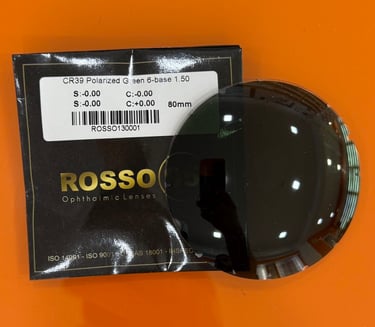 CR39 Polarized Green 6-base 1.50
S:-0.00 C:-0.00
S:-0.00 C:+0.00 80mm
ROSSO130001
ROSSO
Ophthalmic Lenses
ISO 14001 - ISO 9001 - 18001 -